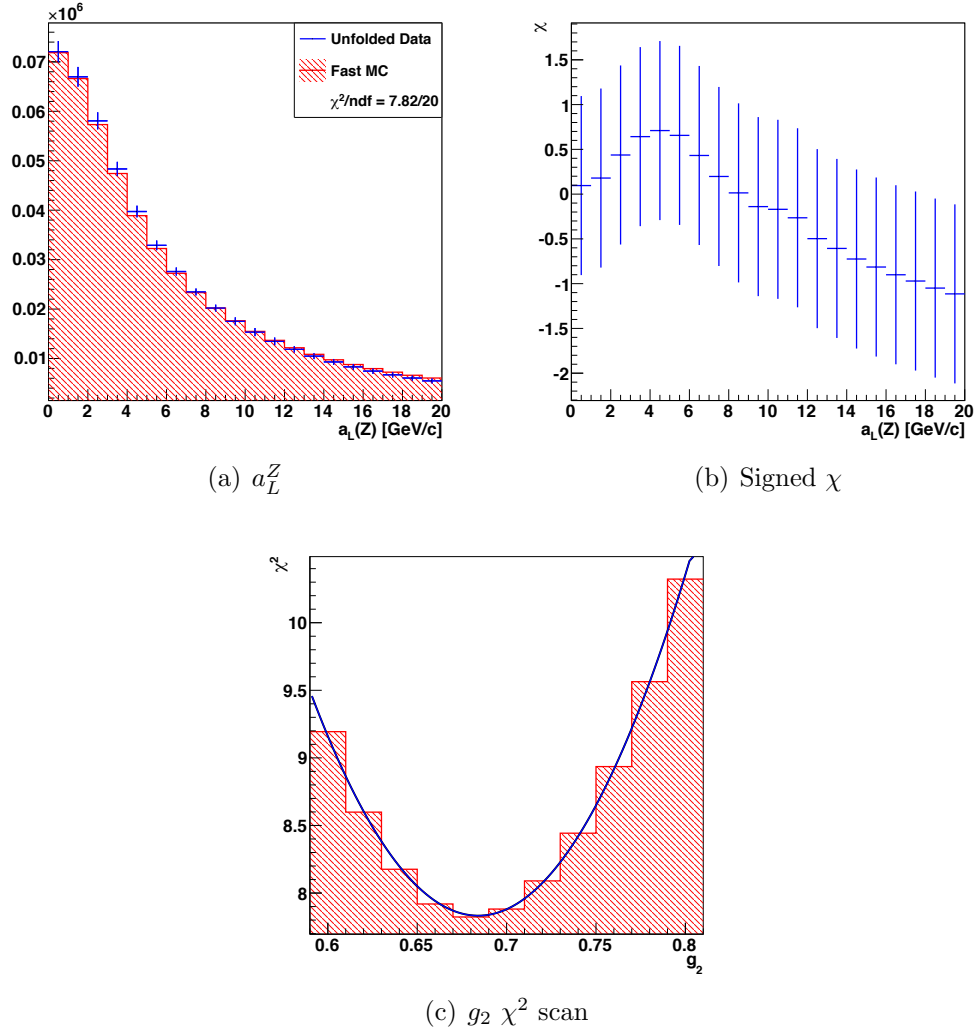 ×10⁶
0.07
0.06
0.05
0.04
0.03
0.02
0.01
0 2 4 6 8 10 12 14 16 18 20
a_L(Z) [GeV/c]
Unfolded Data
Fast MC
χ²/ndf = 7.82/20
(a) a_L^Z
χ
1.5
1
0.5
0
-0.5
-1
-1.5
-2
0 2 4 6 8 10 12 14 16 18 20
a_L(Z) [GeV/c]
(b) Signed χ
χ²
10
9.5
9
8.5
8
0.6 0.65 0.7 0.75 0.8
g₂
(c) g₂ χ² scan